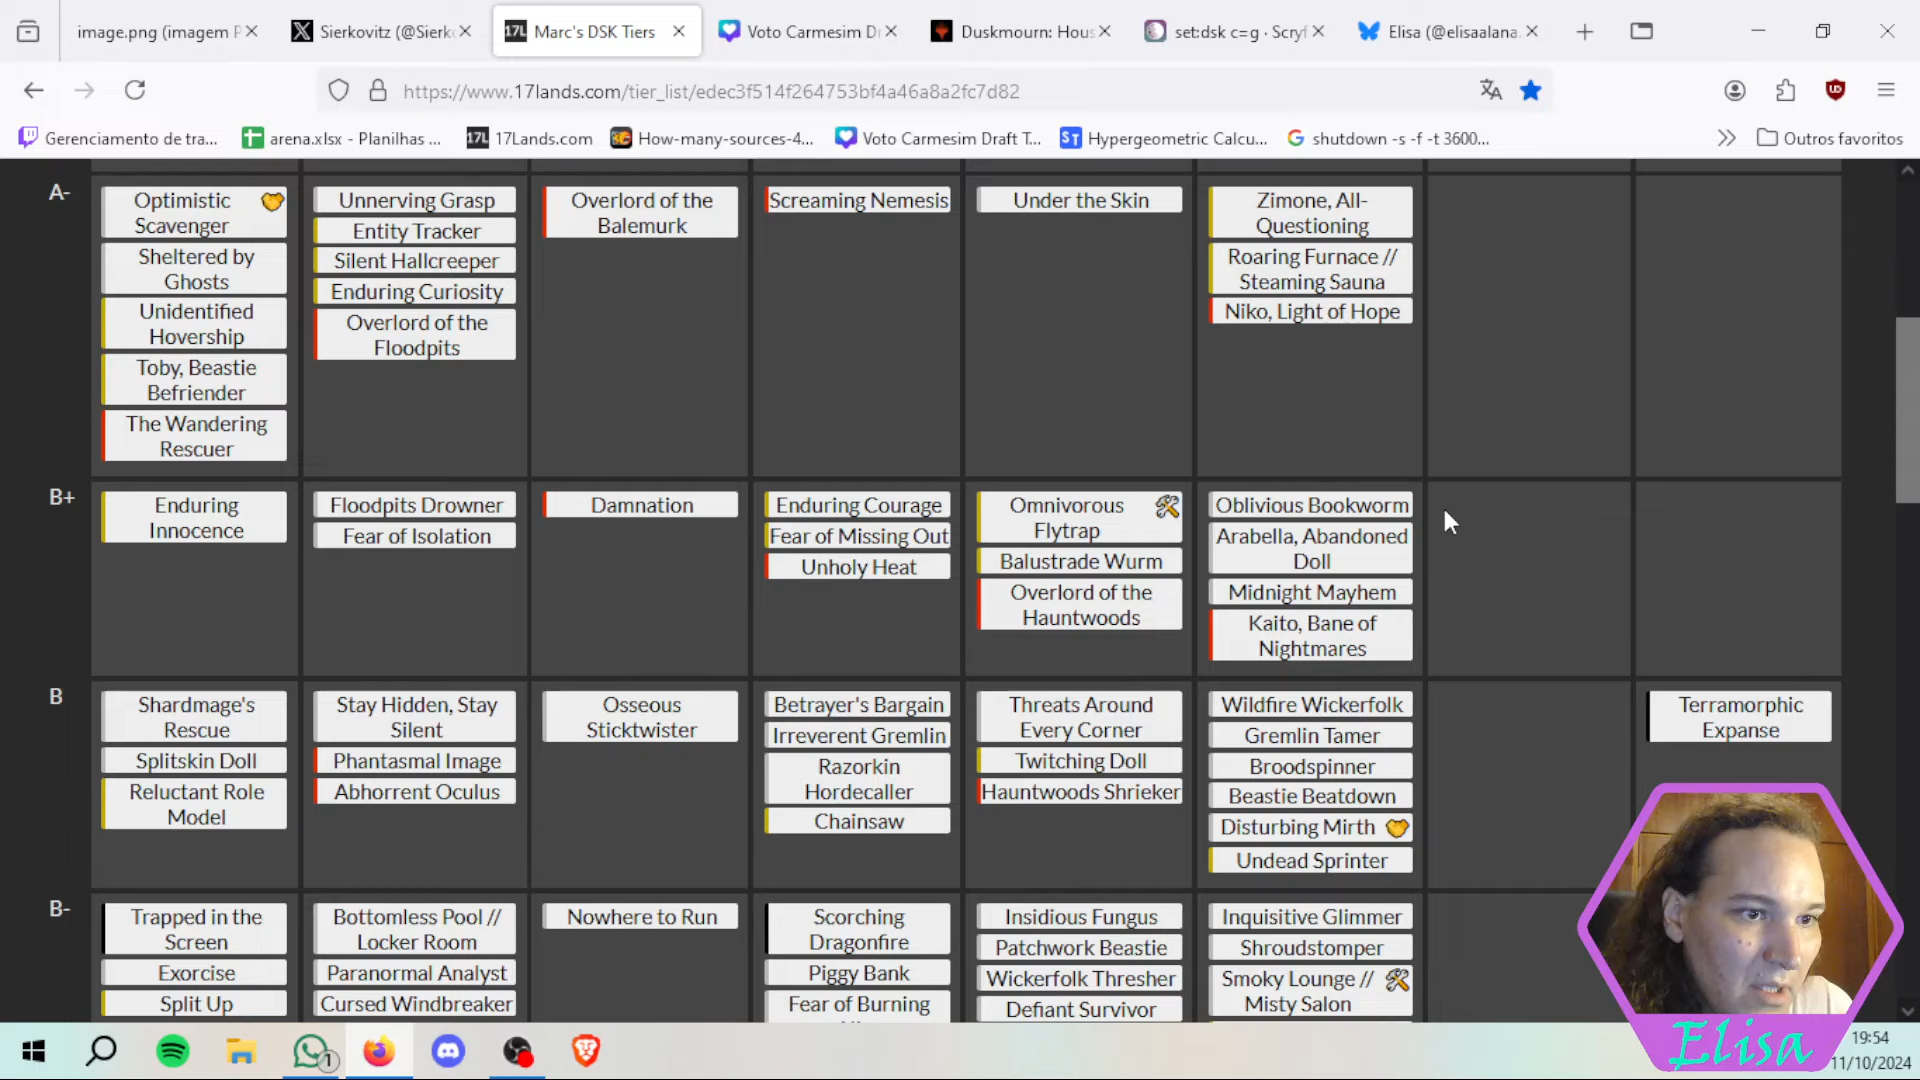 image.png (imagem P
Sierkovitz (@Sierk
17L Marc's DSK Tiers
Voto Carmesim D
Duskmourn: Hous
set:dsk c=g · Scryf
Elisa (@elisaalana.
https://www.17lands.com/tier_list/edec3f514f264753bf4a46a8a2fc7d82
Gerenciamento de tra...
arena.xlsx - Planilhas ...
17L 17Lands.com
How-many-sources-4...
Voto Carmesim Draft T...
ST Hypergeometric Calcu...
shutdown -s -f -t 3600...
Outros favoritos
A-
Optimistic
Scavenger
Sheltered by
Ghosts
Unidentified
Hovership
Toby, Beastie
Befriender
The Wandering
Rescuer
Unnerving Grasp
Entity Tracker
Silent Hallcreeper
Enduring Curiosity
Overlord of the
Floodpits
Overlord of the
Balemurk
Screaming Nemesis
Under the Skin
Zimone, All-
Questioning
Roaring Furnace //
Steaming Sauna
Niko, Light of Hope
B+
Enduring
Innocence
Floodpits Drowner
Fear of Isolation
Damnation
Enduring Courage
Fear of Missing Out
Unholy Heat
Omnivorous
Flytrap
Balustrade Wurm
Overlord of the
Hauntwoods
Oblivious Bookworm
Arabella, Abandoned
Doll
Midnight Mayhem
Kaito, Bane of
Nightmares
B
Shardmage's
Rescue
Splitskin Doll
Reluctant Role
Model
Stay Hidden, Stay
Silent
Phantasmal Image
Abhorrent Oculus
Osseous
Sticktwister
Betrayer's Bargain
Irreverent Gremlin
Razorkin
Hordecaller
Chainsaw
Threats Around
Every Corner
Twitching Doll
Hauntwoods Shrieker
Wildfire Wickerfolk
Gremlin Tamer
Broodspinner
Beastie Beatdown
Disturbing Mirth
Undead Sprinter
Terramorphic
Expanse
B-
Trapped in the
Screen
Exorcise
Split Up
Bottomless Pool //
Locker Room
Paranormal Analyst
Cursed Windbreaker
Nowhere to Run
Scorching
Dragonfire
Piggy Bank
Fear of Burning
Insidious Fungus
Patchwork Beastie
Wickerfolk Thresher
Defiant Survivor
Inquisitive Glimmer
Shroudstomper
Smoky Lounge //
Misty Salon
Elisa
1
19:54
11/10/2024